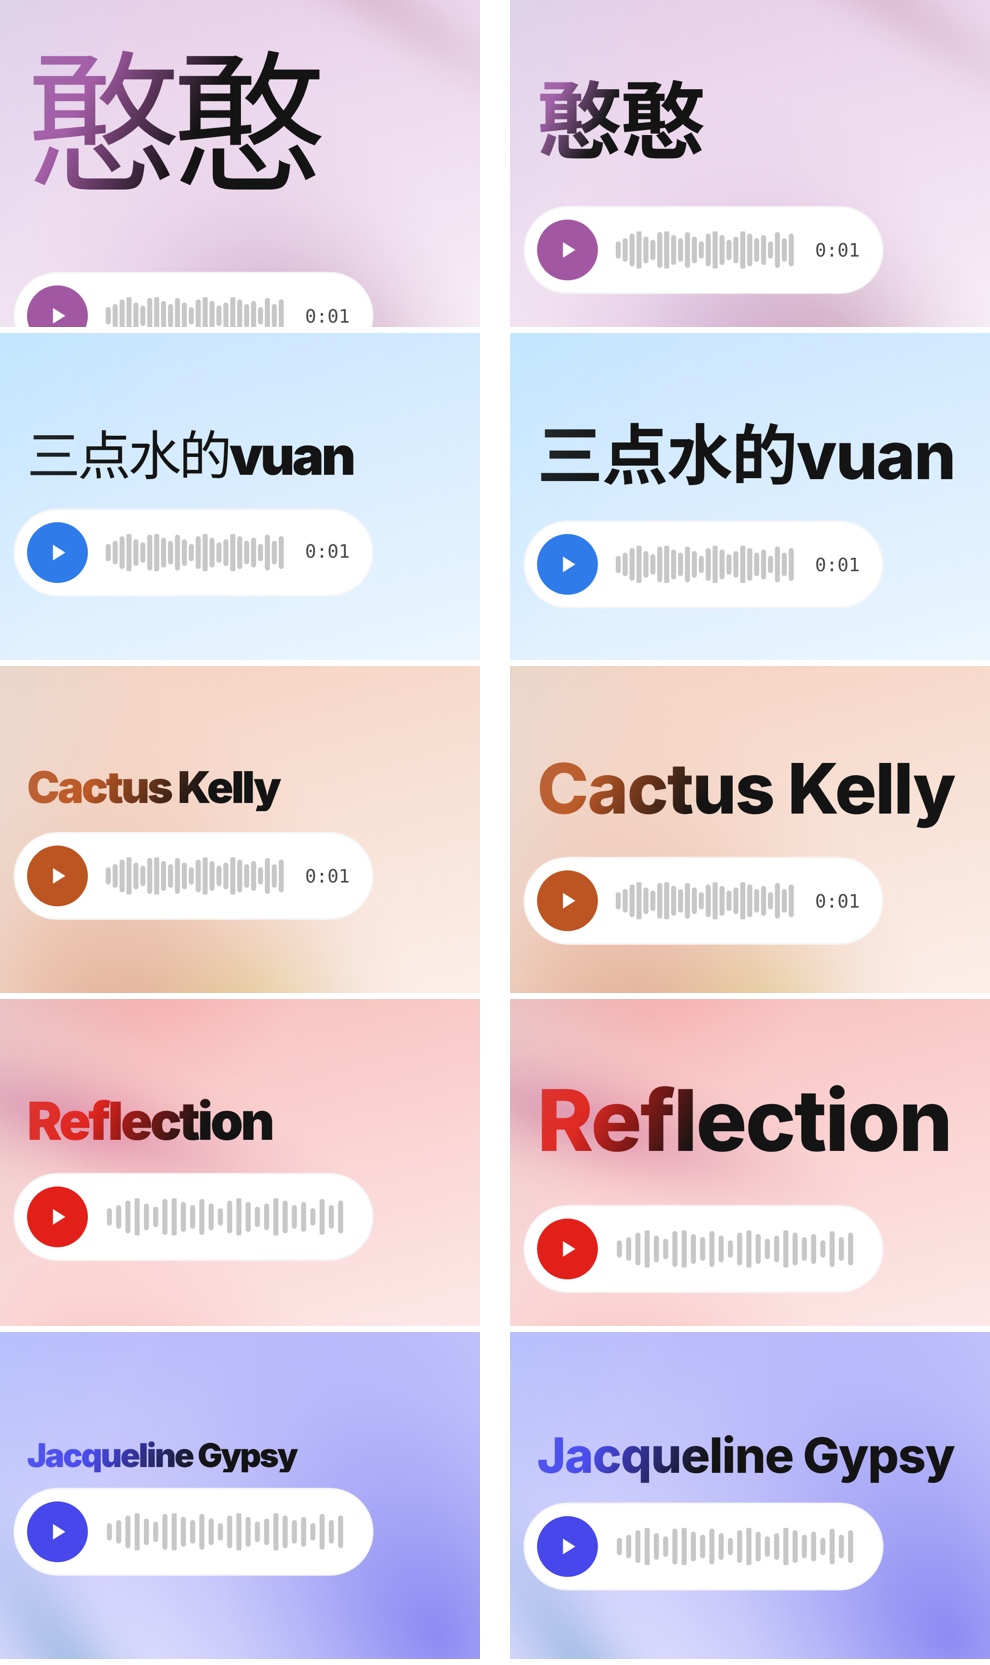 憨憨
0:01
憨憨
0:01
三点水的vuan
0:01
三点水的vuan
0:01
Cactus Kelly
0:01
Cactus Kelly
0:01
Reflection
Reflection
Jacqueline Gypsy
Jacqueline Gypsy